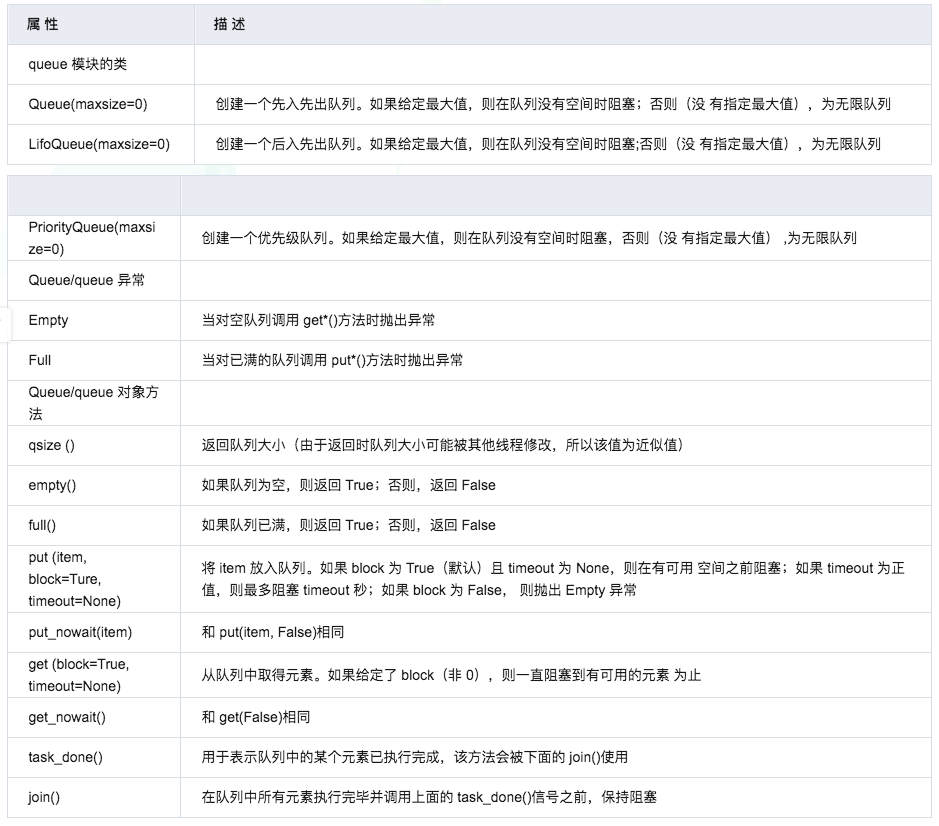 属 性 描 述
queue 模块的类
Queue(maxsize=0) 创建一个先入先出队列。如果给定最大值，则在队列没有空间时阻塞；否则（没 有指定最大值），为无限队列
LifoQueue(maxsize=0) 创建一个后入先出队列。如果给定最大值，则在队列没有空间时阻塞;否则（没 有指定最大值），为无限队列
PriorityQueue(maxsi
ze=0)
创建一个优先级队列。如果给定最大值，则在队列没有空间时阻塞，否则（没 有指定最大值） ,为无限队列
Queue/queue 异常
Empty 当对空队列调用 get*()方法时抛出异常
Full 当对已满的队列调用 put*()方法时抛出异常
Queue/queue 对象方
法
qsize () 返回队列大小（由于返回时队列大小可能被其他线程修改，所以该值为近似值）
empty() 如果队列为空，则返回 True；否则，返回 False
full() 如果队列已满，则返回 True；否则，返回 False
put (item,
block=Ture,
timeout=None)
将 item 放入队列。如果 block 为 True（默认）且 timeout 为 None，则在有可用 空间之前阻塞；如果 timeout 为正
值，则最多阻塞 timeout 秒；如果 block 为 False， 则抛出 Empty 异常
put_nowait(item) 和 put(item, False)相同
get (block=True,
timeout=None)
从队列中取得元素。如果给定了 block（非 0），则一直阻塞到有可用的元素 为止
get_nowait() 和 get(False)相同
task_done() 用于表示队列中的某个元素已执行完成，该方法会被下面的 join()使用
join() 在队列中所有元素执行完毕并调用上面的 task_done()信号之前，保持阻塞